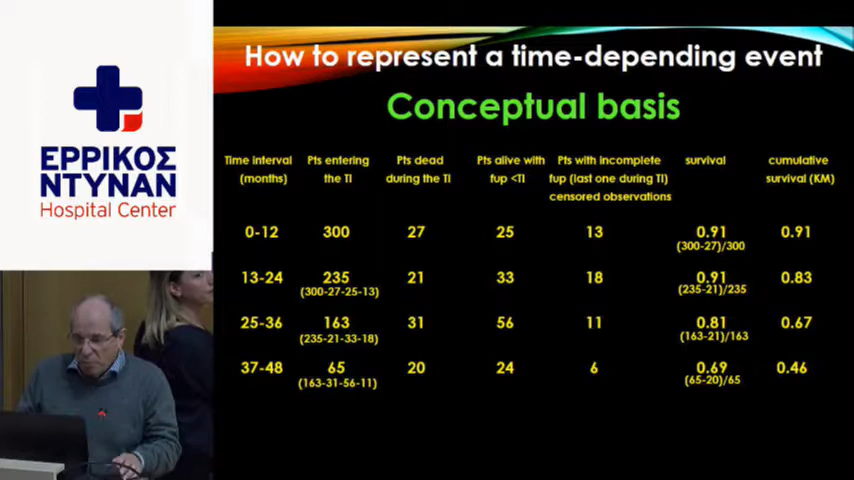 ΕΡΡΙΚΟΣ
ΝΤΥΝΑΝ
Hospital Center
How to represent a time-depending event
Conceptual basis
Time interval (months) Pts entering the TI Pts dead during the TI Pts alive with fup <TI Pts with incomplete fup (last one during TI) censored observations survival cumulative survival (KM)
0-12 300 27 25 13 0.91 (300-27)/300 0.91
13-24 235 (300-27-25-13) 21 33 18 0.91 (235-21)/235 0.83
25-36 163 (235-21-33-18) 31 56 11 0.81 (163-21)/163 0.67
37-48 65 (163-31-56-11) 20 24 6 0.69 (65-20)/65 0.46